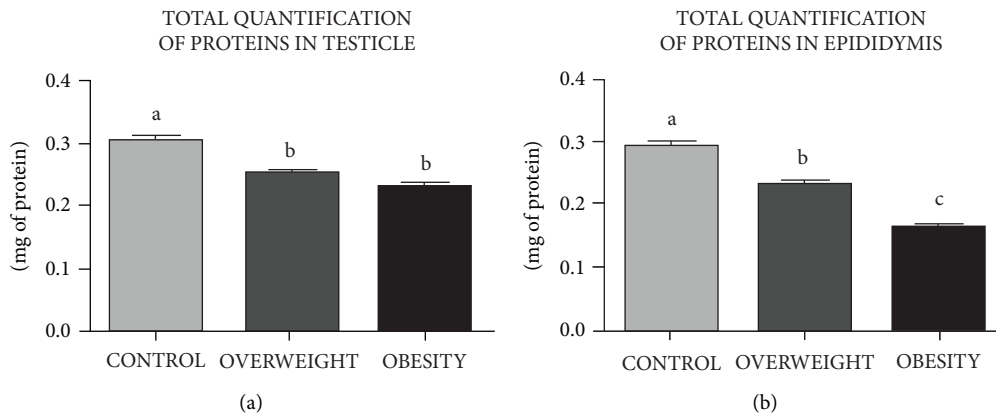 TOTAL QUANTIFICATION
OF PROTEINS IN TESTICLE
(mg of protein)
0.4
0.3
0.2
0.1
0.0
a
b
b
CONTROL
OVERWEIGHT
OBESITY
(a)
TOTAL QUANTIFICATION
OF PROTEINS IN EPIDIDYMIS
(mg of protein)
0.4
0.3
0.2
0.1
0.0
a
b
c
CONTROL
OVERWEIGHT
OBESITY
(b)